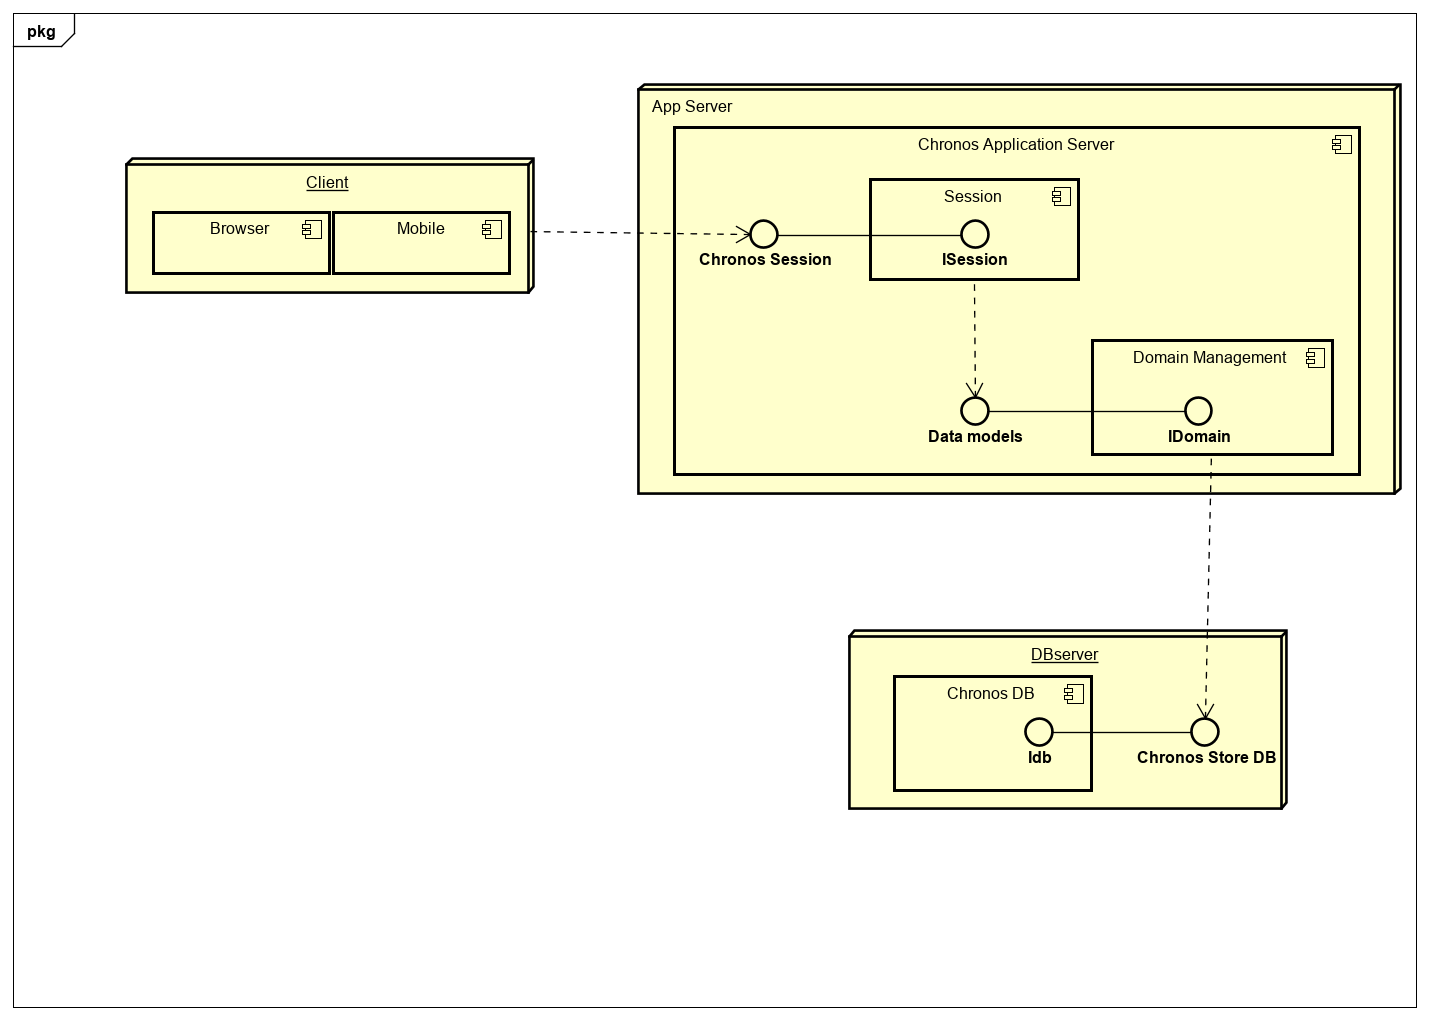 pkg
App Server
Chronos Application Server
Client
Session
Browser
Mobile
Chronos Session
ISession
Domain Management
Data models
IDomain
DBserver
Chronos DB
Idb
Chronos Store DB